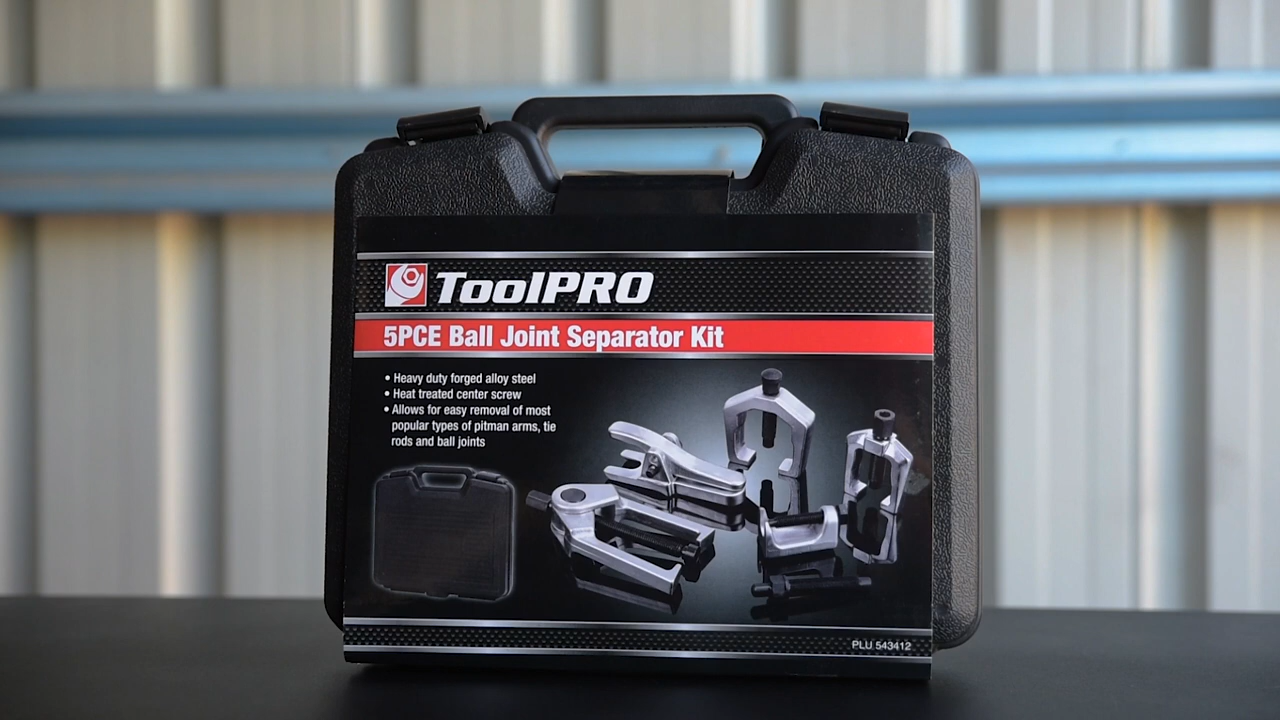 ToolPRO
5PCE Ball Joint Separator Kit
• Heavy duty forged alloy steel
• Heat treated center screw
• Allows for easy removal of most
popular types of pitman arms, tie
rods and ball joints
PLU 543412